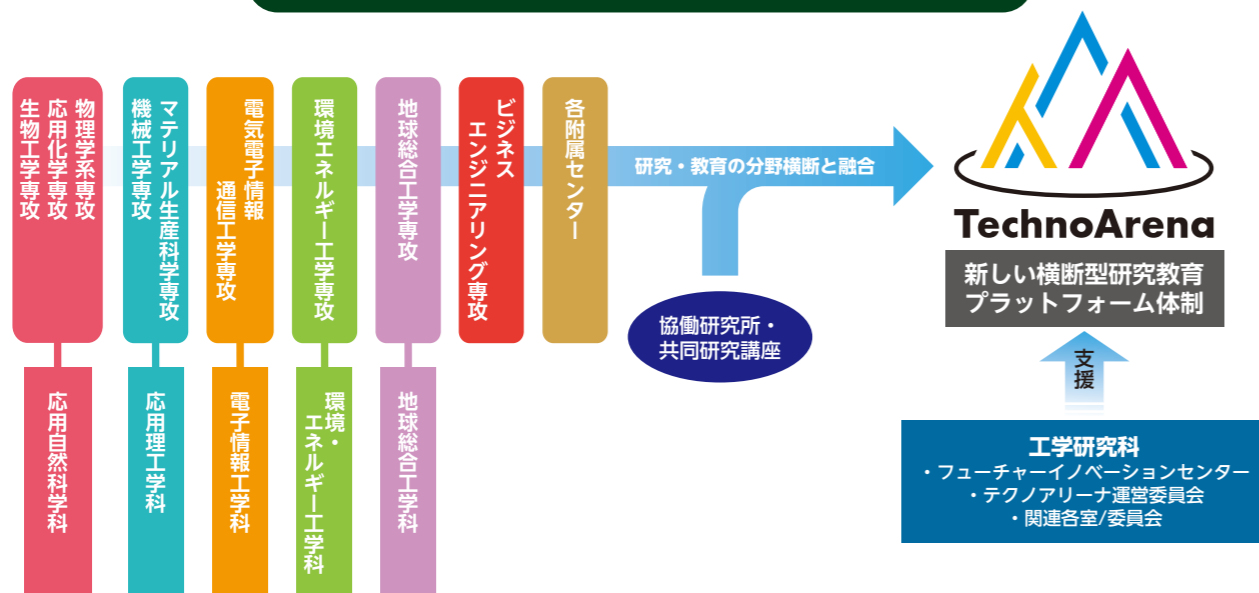 物理学系専攻
応用化学専攻
生物工学専攻
マテリアル生産科学専攻
機械工学専攻
電気電子情報
通信工学専攻
環境エネルギー工学専攻
地球総合工学専攻
ビジネス
エンジニアリング専攻
各附属センター
研究・教育の分野横断と融合
TechnoArena
新しい横断型研究教育
プラットフォーム体制
協働研究所・
共同研究講座
支援
応用自然科学科
応用理工学科
電子情報工学科
環境・
エネルギー工学科
地球総合工学科
工学研究科
・フューチャーイノベーションセンター
・テクノアリーナ運営委員会
・関連各室/委員会